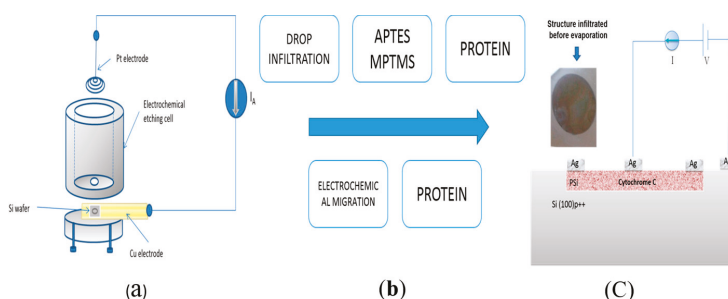 Pt electrode
Electrochemical
etching cell
I_A
Si wafer
Cu electrode
(a)
DROP
INFILTRATION
APTES
MPTMS
PROTEIN
ELECTROCHEMIC
AL MIGRATION
PROTEIN
(b)
C)
Structure infiltrated
before evaporation
I
V
Ag
Ag
Ag
A
PSI
Cytochrome C
Si (100)p++
(C)